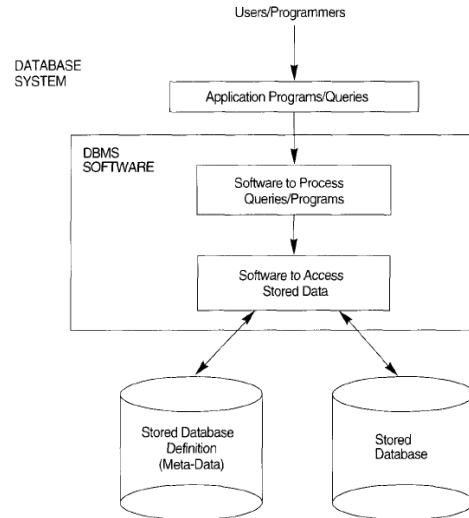 Users/Programmers
DATABASE
SYSTEM
Application Programs/Queries
DBMS
SOFTWARE
Software to Process
Queries/Programs
Software to Access
Stored Data
Stored Database
Definition
(Meta-Data)
Stored
Database